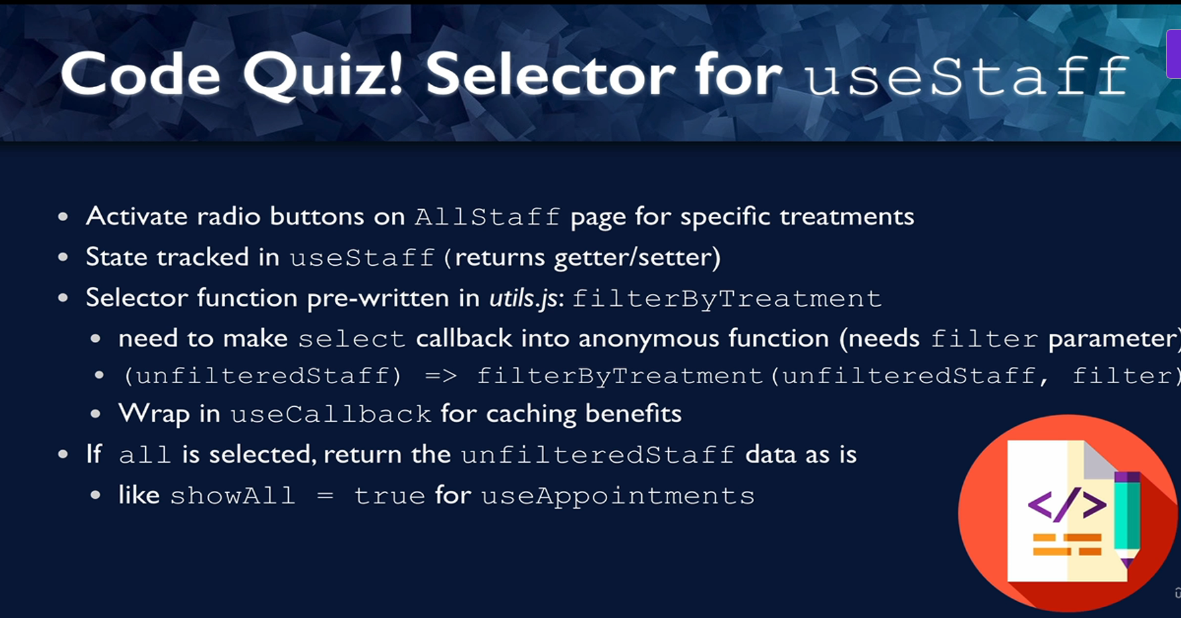 Code Quiz! Selector for useStaff
• Activate radio buttons on AllStaff page for specific treatments
• State tracked in useStaff (returns getter/setter)
• Selector function pre-written in utils.js: filterByTreatment
• need to make select callback into anonymous function (needs filter parameter)
• (unfilteredStaff) => filterByTreatment(unfilteredStaff, filter)
• Wrap in useCallback for caching benefits
• If all is selected, return the unfilteredStaff data as is
• like showAll = true for useAppointments
</>